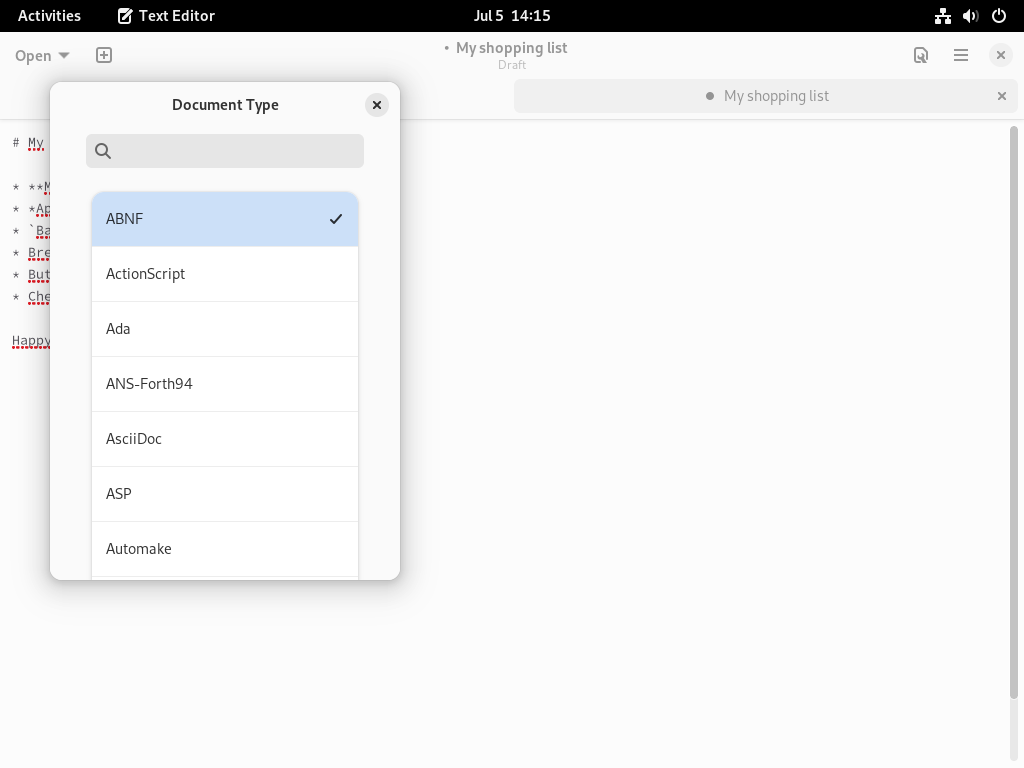 Activities
Text Editor
Jul 5 14:15
Open
• My shopping list
Draft
Document Type
My shopping list
# My
* **M
* *Ap
* `Ba
* Bre
* But
* Che
Happy
ABNF
ActionScript
Ada
ANS-Forth94
AsciiDoc
ASP
Automake